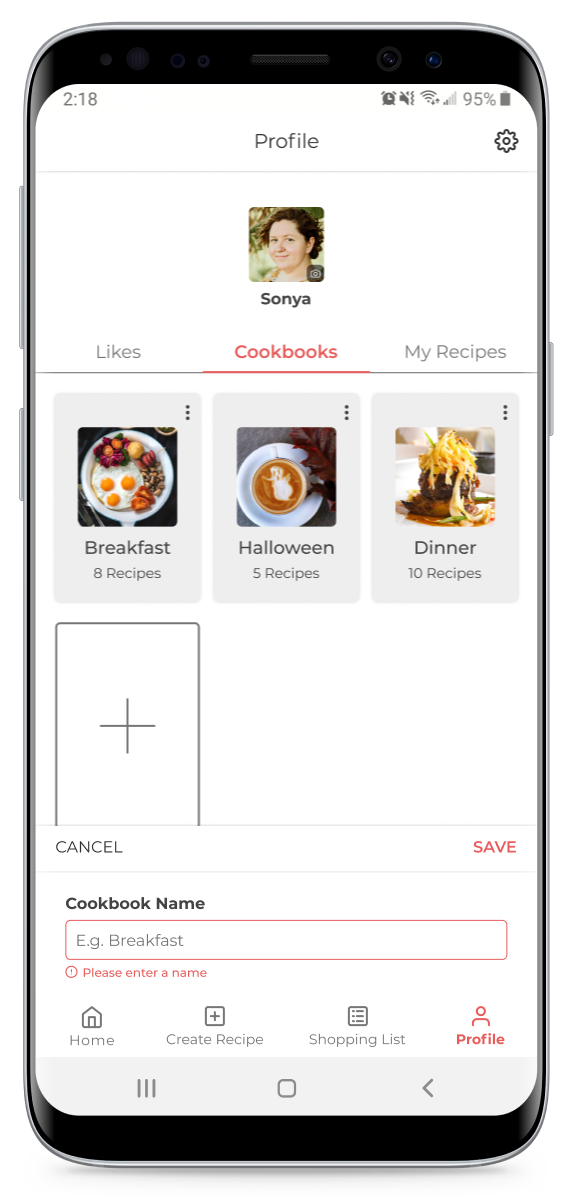 2:18
95%
Profile
Sonya
Likes Cookbooks My Recipes
Breakfast Halloween Dinner
8 Recipes 5 Recipes 10 Recipes
CANCEL SAVE
Cookbook Name
E.g. Breakfast
Please enter a name
Home Create Recipe Shopping List Profile